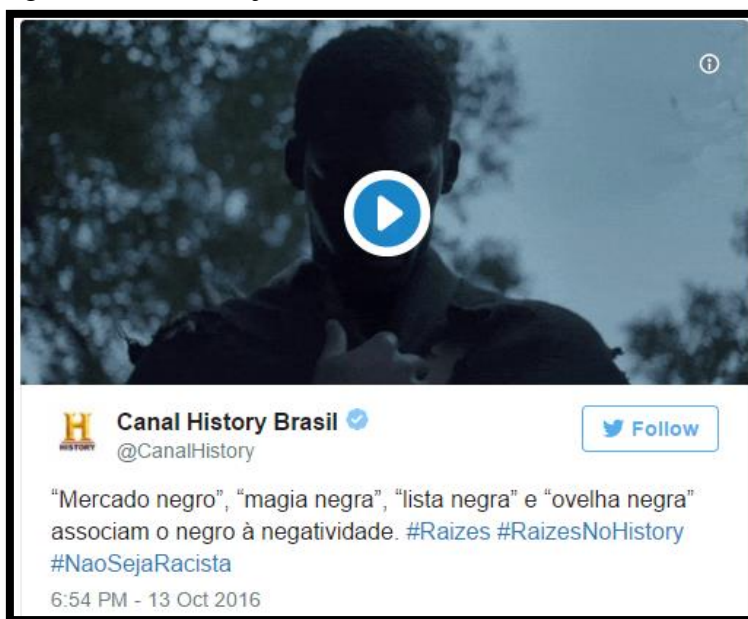 H
HISTORY
Canal History Brasil
@CanalHistory
Follow
“Mercado negro”, “magia negra”, “lista negra” e “ovelha negra”
associam o negro à negatividade. #Raizes #RaizesNoHistory
#NaoSejaRacista
6:54 PM - 13 Oct 2016